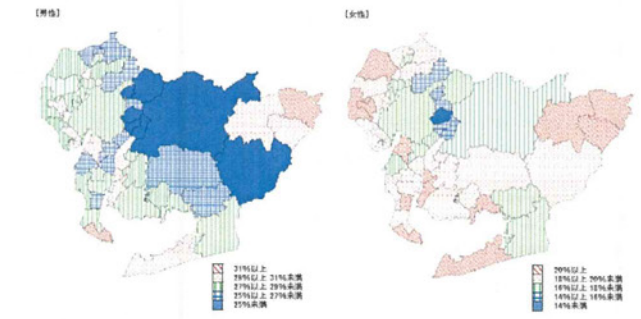 [男性]
[女性]
31%以上
29%以上 31%未満
27%以上 29%未満
25%以上 27%未満
25%未満
20%以上
18%以上 20%未満
16%以上 18%未満
14%以上 16%未満
14%未満